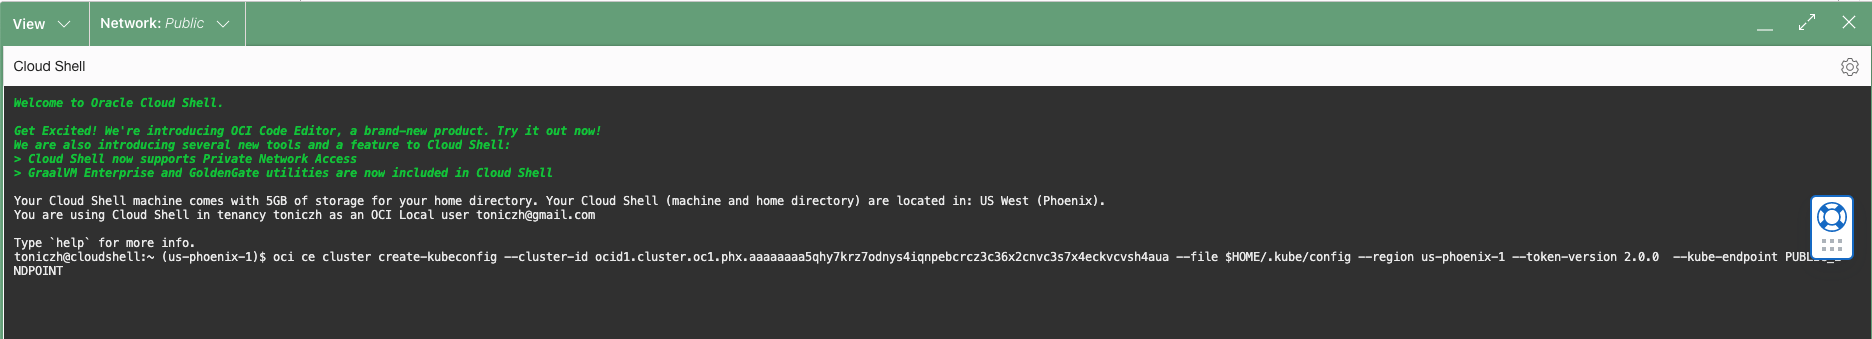 View
Network: Public
Cloud Shell
Welcome to Oracle Cloud Shell.
Get Excited! We're introducing OCI Code Editor, a brand-new product. Try it out now!
We are also introducing several new tools and a feature to Cloud Shell:
> Cloud Shell now supports Private Network Access
> GraalVM Enterprise and GoldenGate utilities are now included in Cloud Shell
Your Cloud Shell machine comes with 5GB of storage for your home directory. Your Cloud Shell (machine and home directory) are located in: US West (Phoenix).
You are using Cloud Shell in tenancy toniczh as an OCI Local user toniczh@gmail.com
Type `help` for more info.
toniczh@cloudshell:~ (us-phoenix-1)$ oci ce cluster create-kubeconfig --cluster-id ocid1.cluster.oc1.phx.aaaaaaaa5qhy7krz7odnys4iqnpebcrcz3c36x2cnvc3s7x4eckvcvsh4aua --file $HOME/.kube/config --region us-phoenix-1 --token-version 2.0.0  --kube-endpoint
NDPOINT